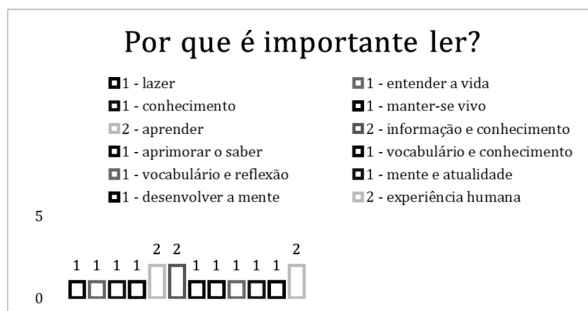 Por que é importante ler?
1 - lazer
1 - entender a vida
1 - conhecimento
1 - manter-se vivo
2 - aprender
2 - informação e conhecimento
1 - aprimorar o saber
1 - vocabulário e conhecimento
1 - vocabulário e reflexão
1 - mente e atualidade
1 - desenvolver a mente
2 - experiência humana
5
2 2 2
1 1 1 1 1 1 1 1 1
0